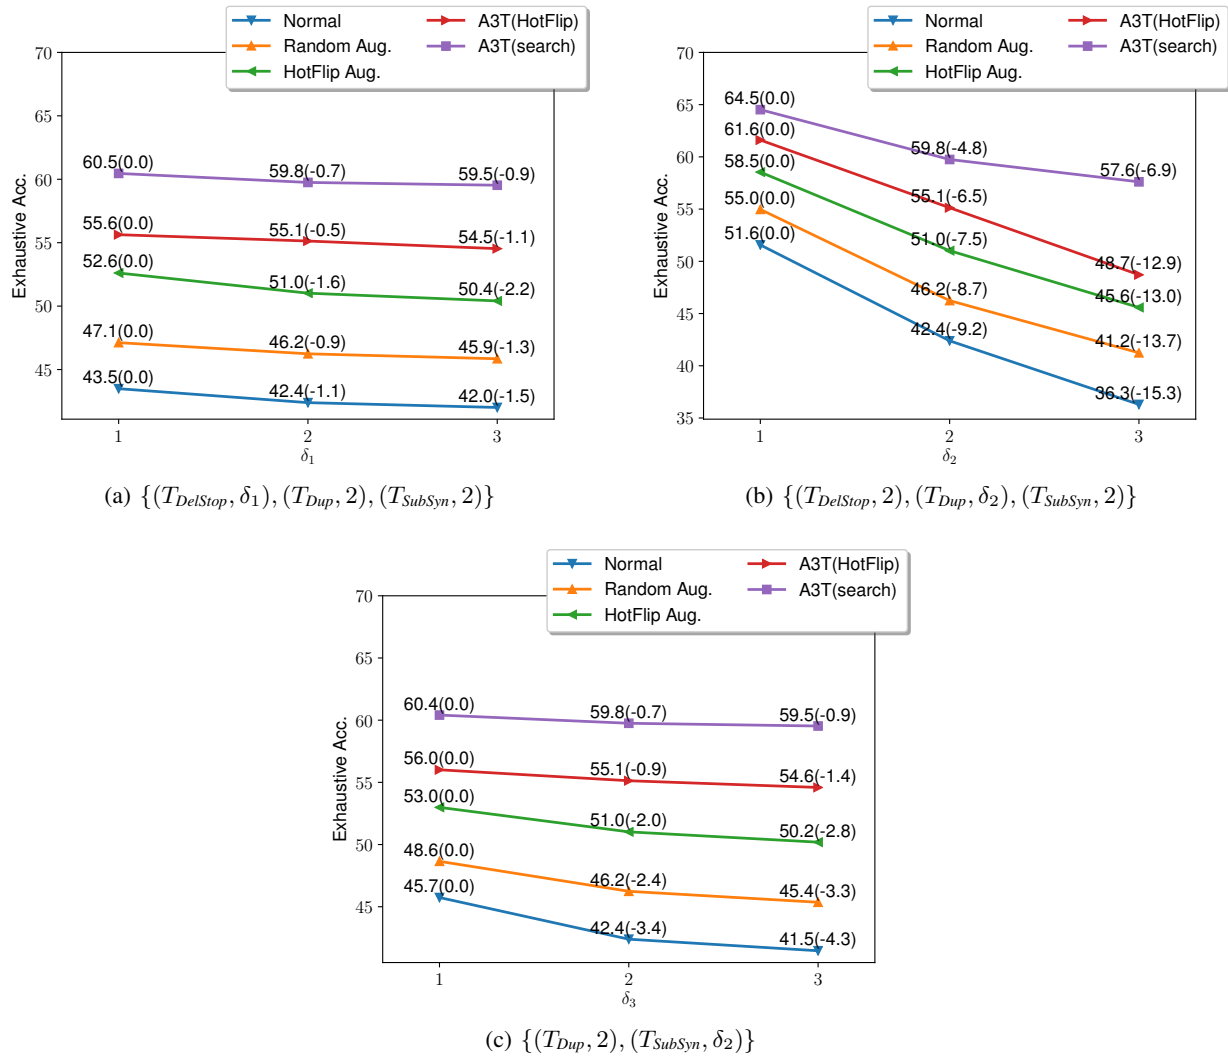 Normal
Random Aug.
HotFlip Aug.
A3T(HotFlip)
A3T(search)
70
65
60
55
50
45
Exhaustive Acc.
60.5(0.0) 59.8(-0.7) 59.5(-0.9)
55.6(0.0) 55.1(-0.5) 54.5(-1.1)
52.6(0.0) 51.0(-1.6) 50.4(-2.2)
47.1(0.0) 46.2(-0.9) 45.9(-1.3)
43.5(0.0) 42.4(-1.1) 42.0(-1.5)
1 2 3
δ1
(a) {(T_DelStop, δ1), (T_Dup, 2), (T_SubSyn, 2)}
Normal
Random Aug.
HotFlip Aug.
A3T(HotFlip)
A3T(search)
70
65
60
55
50
45
40
35
Exhaustive Acc.
64.5(0.0) 59.8(-4.8) 57.6(-6.9)
61.6(0.0) 55.1(-6.5) 48.7(-12.9)
58.5(0.0) 51.0(-7.5) 45.6(-13.0)
55.0(0.0) 46.2(-8.7) 41.2(-13.7)
51.6(0.0) 42.4(-9.2) 36.3(-15.3)
1 2 3
δ2
(b) {(T_DelStop, 2), (T_Dup, δ2), (T_SubSyn, 2)}
Normal
Random Aug.
HotFlip Aug.
A3T(HotFlip)
A3T(search)
70
65
60
55
50
45
Exhaustive Acc.
60.4(0.0) 59.8(-0.7) 59.5(-0.9)
56.0(0.0) 55.1(-0.9) 54.6(-1.4)
53.0(0.0) 51.0(-2.0) 50.2(-2.8)
48.6(0.0) 46.2(-2.4) 45.4(-3.3)
45.7(0.0) 42.4(-3.4) 41.5(-4.3)
1 2 3
δ3
(c) {(T_Dup, 2), (T_SubSyn, δ2)}